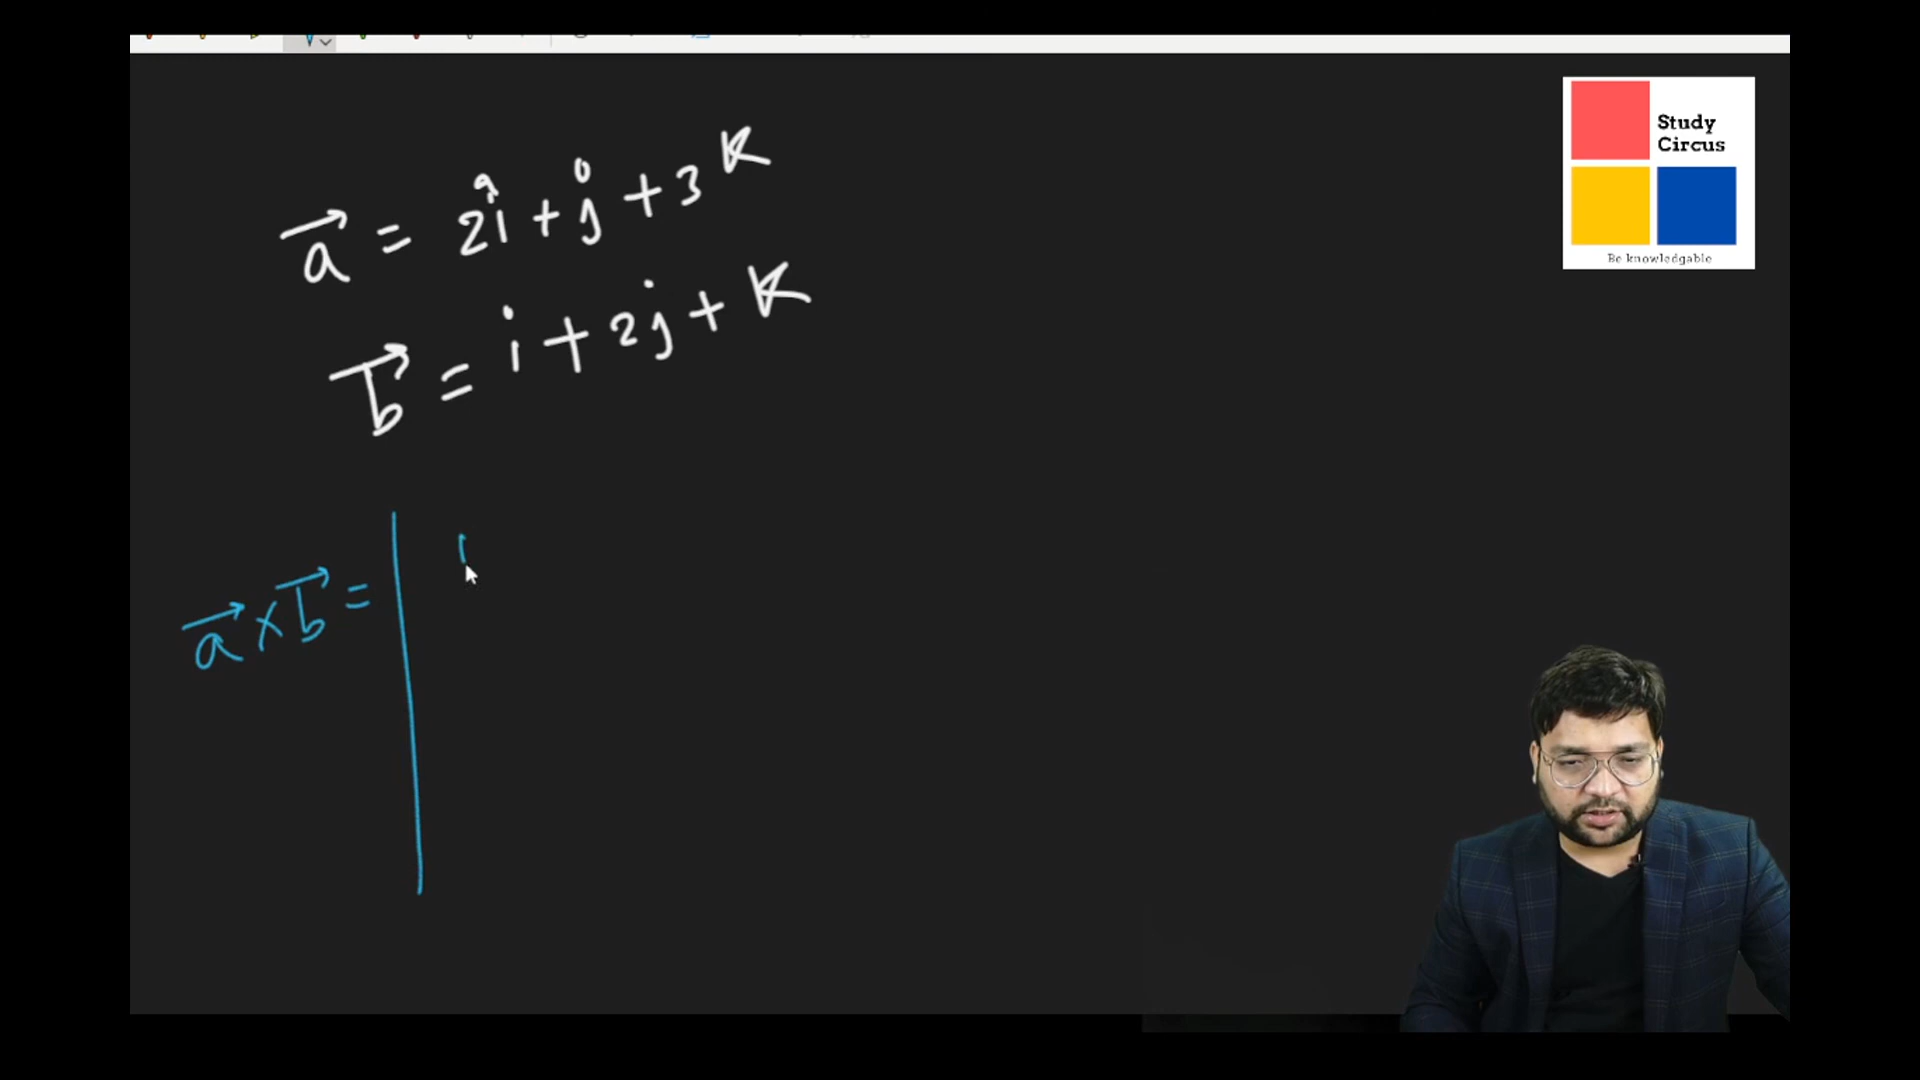 Study
Circus
Be knowledgable
a⃗ = 2i + j + 3k
b⃗ = i + 2j + k
a⃗ × b⃗ = | i